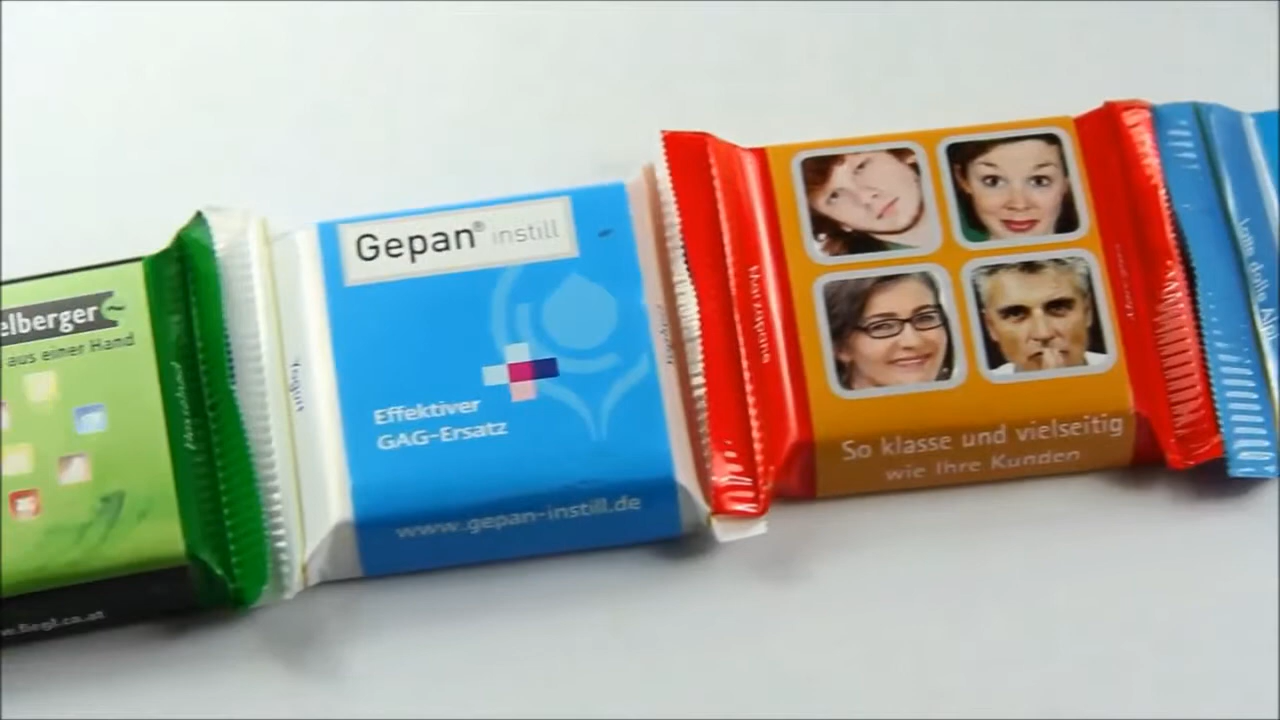 elberger
aus einer Hand
Gepan® instill
Effektiver
GAG-Ersatz
www.gepan-instill.de
Marzipan
So klasse und vielseitig
wie Ihre Kunden